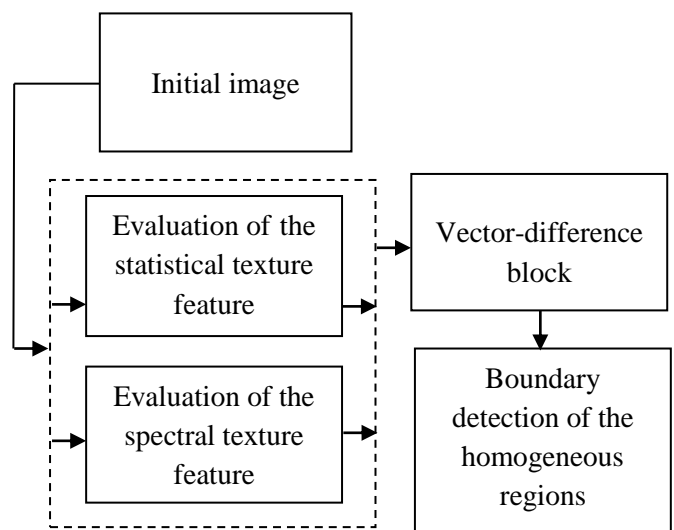 Initial image
Evaluation of the
statistical texture
feature
Evaluation of the
spectral texture
feature
Vector-difference
block
Boundary
detection of the
homogeneous
regions